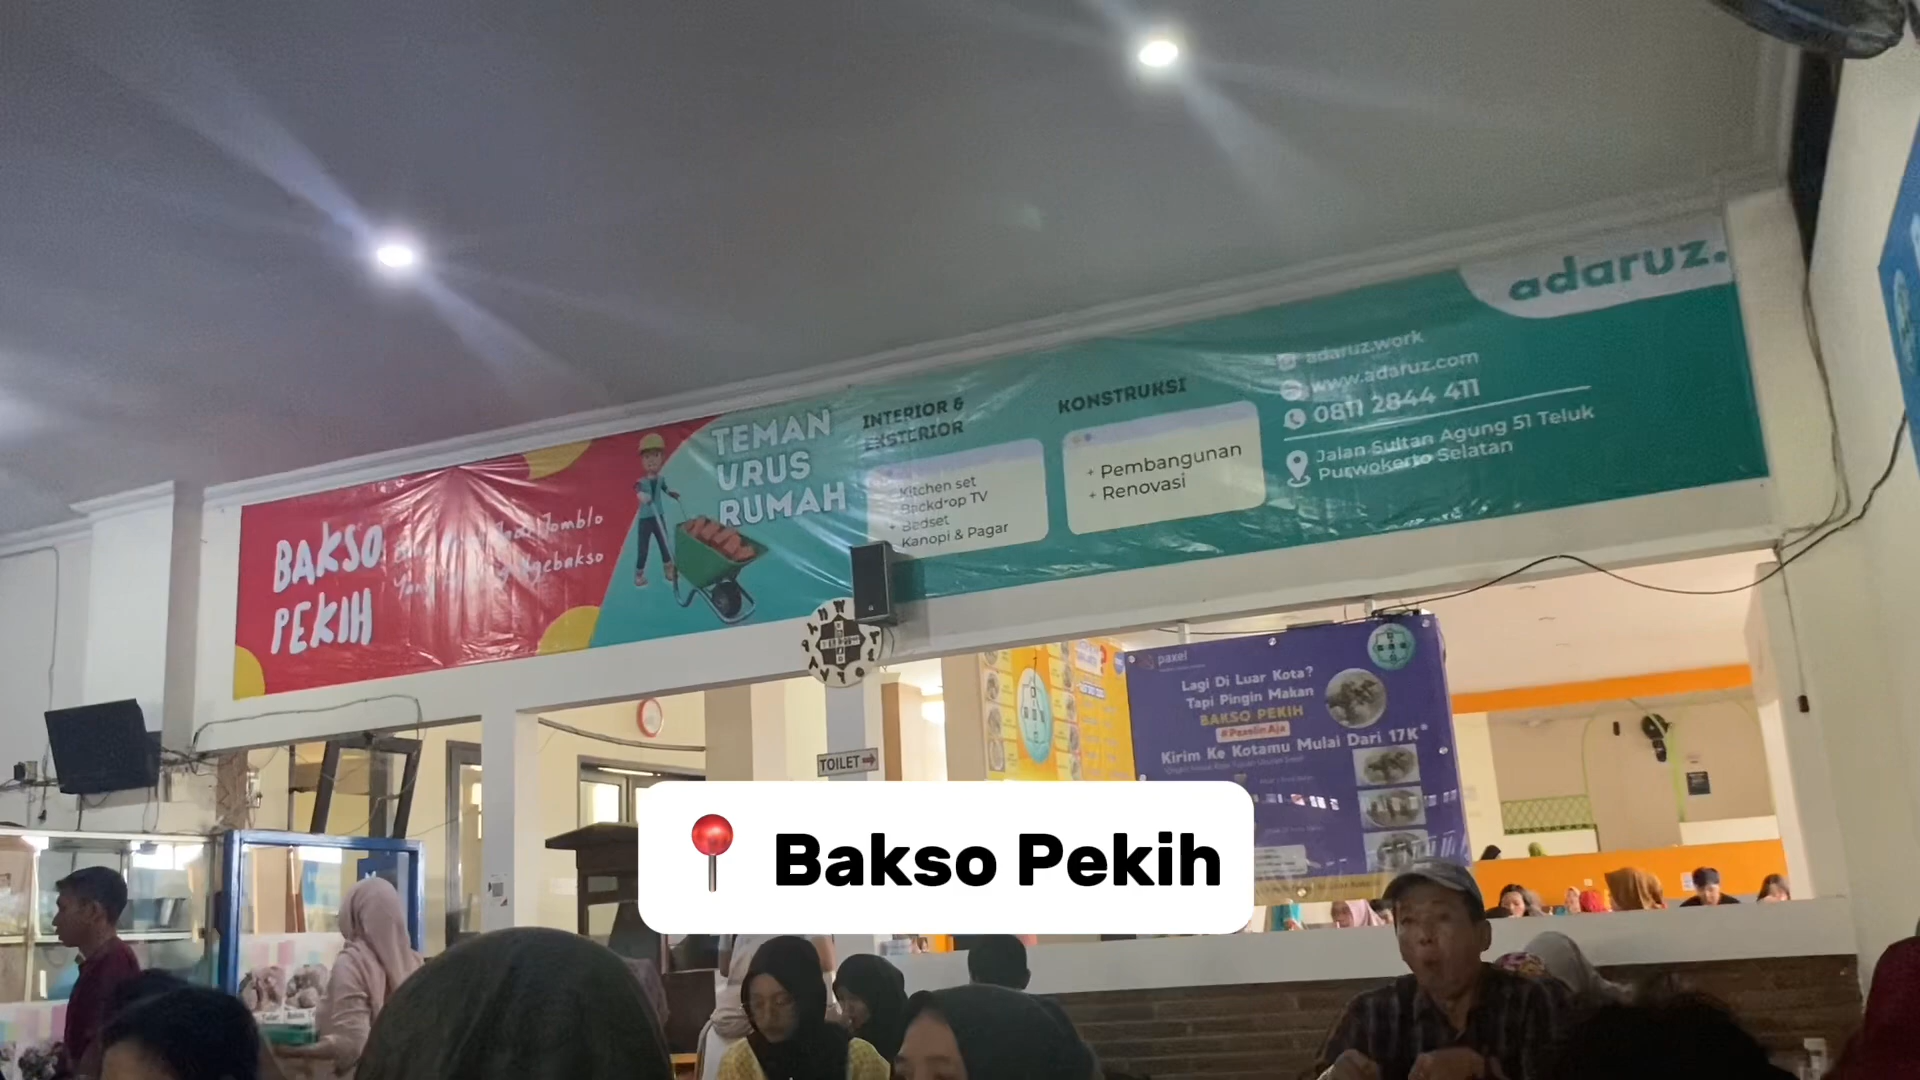 adaruz.
adaruz.work
www.adaruz.com
0811 2844 411
Jalan Sultan Agung 51 Teluk
Purwokerto Selatan
KONSTRUKSI
+ Pembangunan
+ Renovasi
INTERIOR &
EKSTERIOR
Kitchen set
Backdrop TV
+ Bedset
Kanopi & Pagar
TEMAN
URUS
RUMAH
BAKSO
PEKIH
Jomblo
Ngebakso
TOILET
paxel
Lagi Di Luar Kota?
Tapi Pingin Makan
BAKSO PEKIH
#PaxelinAja
Kirim Ke Kotamu Mulai Dari 17K*
📍 Bakso Pekih